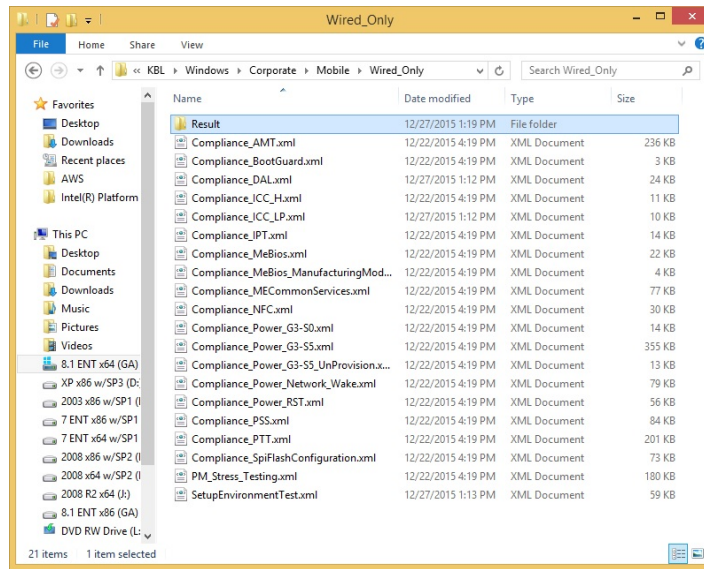 Wired_Only
File Home Share View
« KBL Windows Corporate Mobile Wired_Only Search Wired_Only
Favorites
Desktop
Downloads
Recent places
AWS
Intel(R) Platform
This PC
Desktop
Documents
Downloads
Music
Pictures
Videos
8.1 ENT x64 (GA)
XP x86 w/SP3 (D:
2003 x86 w/SP1 (
7 ENT x86 w/SP1
7 ENT x64 w/SP1
2008 x86 w/SP2 (
2008 x64 w/SP2 (
2008 R2 x64 (J:)
8.1 ENT x86 (GA)
DVD RW Drive (L:
Name Date modified Type Size
Result 12/27/2015 1:19 PM File folder
Compliance_AMT.xml 12/22/2015 4:19 PM XML Document 236 KB
Compliance_BootGuard.xml 12/22/2015 4:19 PM XML Document 3 KB
Compliance_DAL.xml 12/27/2015 1:12 PM XML Document 24 KB
Compliance_ICC_H.xml 12/22/2015 4:19 PM XML Document 11 KB
Compliance_ICC_LP.xml 12/27/2015 1:12 PM XML Document 10 KB
Compliance_IPT.xml 12/22/2015 4:19 PM XML Document 14 KB
Compliance_MeBios.xml 12/22/2015 4:19 PM XML Document 22 KB
Compliance_MeBios_ManufacturingMod... 12/22/2015 4:19 PM XML Document 4 KB
Compliance_MECommonServices.xml 12/22/2015 4:19 PM XML Document 77 KB
Compliance_NFC.xml 12/22/2015 4:19 PM XML Document 30 KB
Compliance_Power_G3-S0.xml 12/22/2015 4:19 PM XML Document 14 KB
Compliance_Power_G3-S5.xml 12/22/2015 4:19 PM XML Document 355 KB
Compliance_Power_G3-S5_UnProvision.x... 12/22/2015 4:19 PM XML Document 13 KB
Compliance_Power_Network_Wake.xml 12/22/2015 4:19 PM XML Document 79 KB
Compliance_Power_RST.xml 12/22/2015 4:19 PM XML Document 56 KB
Compliance_PSS.xml 12/22/2015 4:19 PM XML Document 84 KB
Compliance_PTT.xml 12/22/2015 4:19 PM XML Document 201 KB
Compliance_SpiFlashConfiguration.xml 12/22/2015 4:19 PM XML Document 73 KB
PM_Stress_Testing.xml 12/22/2015 4:19 PM XML Document 180 KB
SetupEnvironmentTest.xml 12/27/2015 1:13 PM XML Document 59 KB
21 items 1 item selected